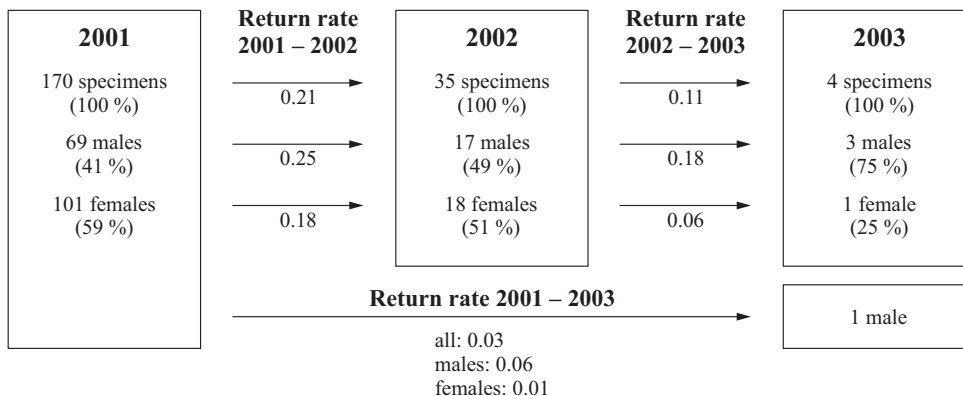 2001
170 specimens
(100 %)
69 males
(41 %)
101 females
(59 %)
Return rate
2001 – 2002
0.21
0.25
0.18
2002
35 specimens
(100 %)
17 males
(49 %)
18 females
(51 %)
Return rate
2002 – 2003
0.11
0.18
0.06
2003
4 specimens
(100 %)
3 males
(75 %)
1 female
(25 %)
Return rate 2001 – 2003
all: 0.03
males: 0.06
females: 0.01
1 male